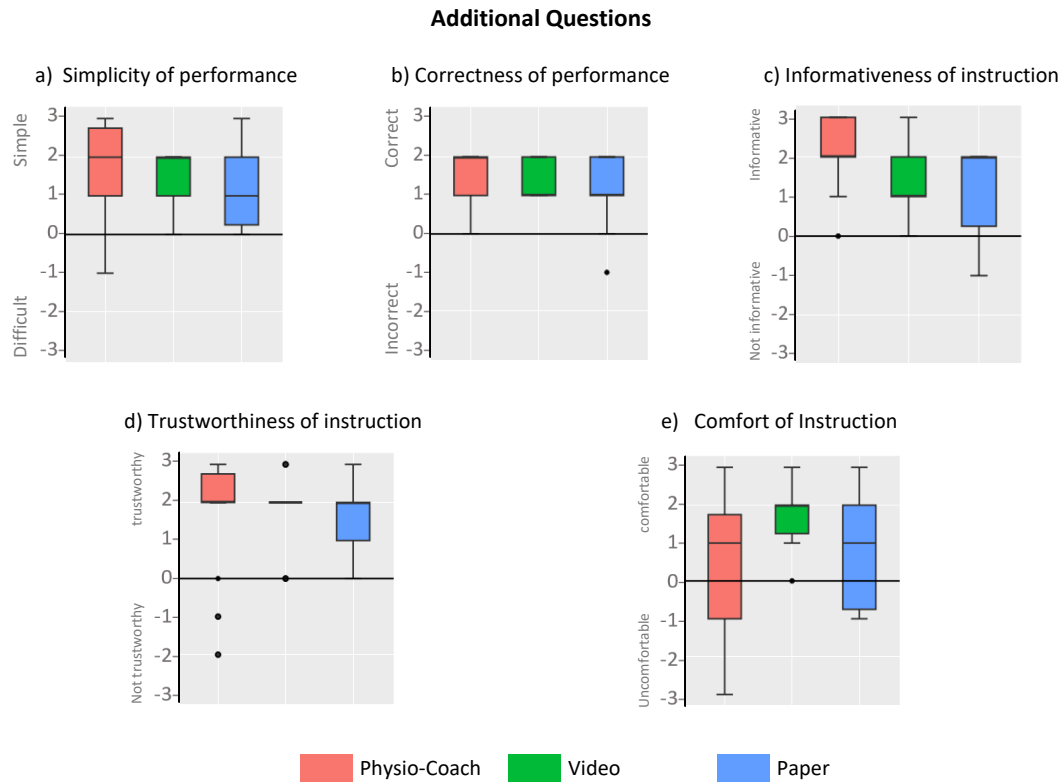 Additional Questions
a) Simplicity of performance
b) Correctness of performance
c) Informativeness of instruction
Simple
Difficult
3
2
1
0
-1
-2
-3
Correct
Incorrect
3
2
1
0
-1
-2
-3
Informative
Not informative
3
2
1
0
-1
-2
-3
d) Trustworthiness of instruction
e) Comfort of Instruction
trustworthy
Not trustworthy
3
2
1
0
-1
-2
-3
comfortable
Uncomfortable
3
2
1
0
-1
-2
-3
Physio-Coach
Video
Paper